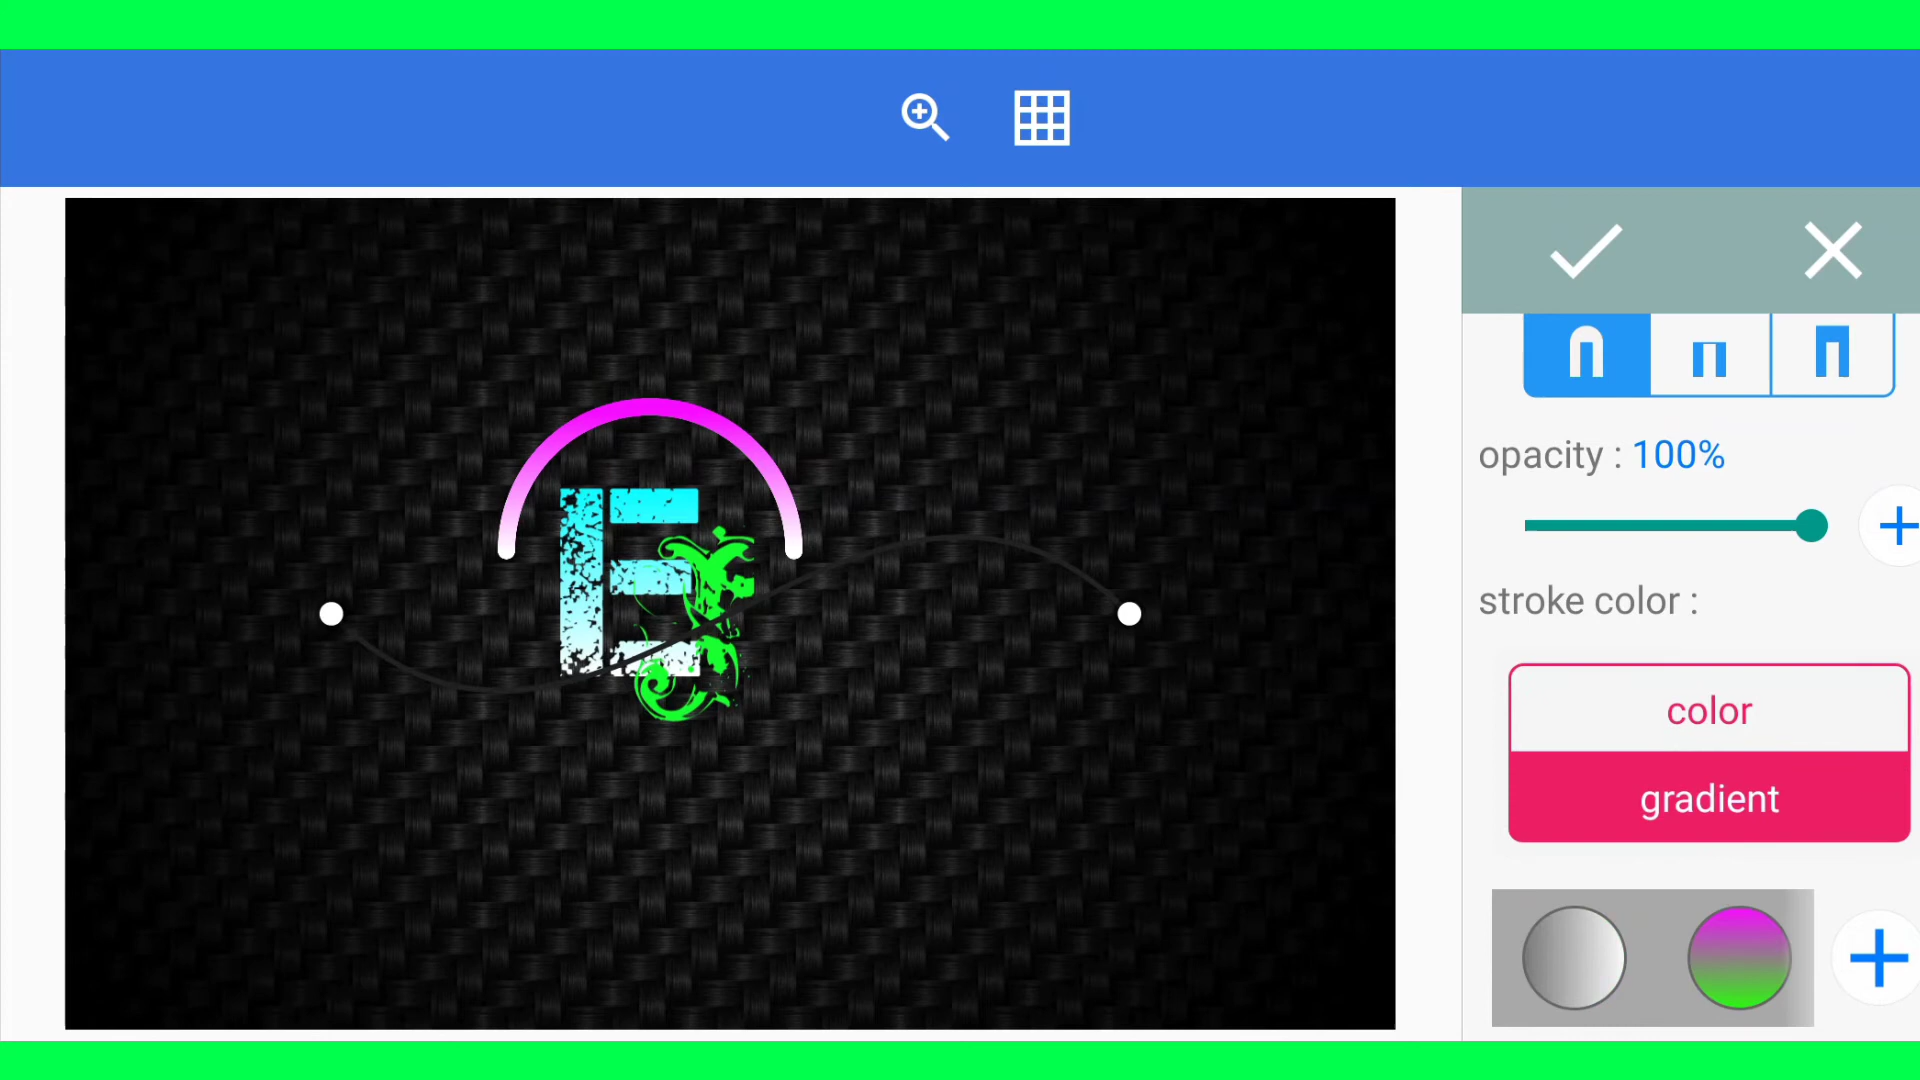 E
opacity : 100%
stroke color :
color
gradient